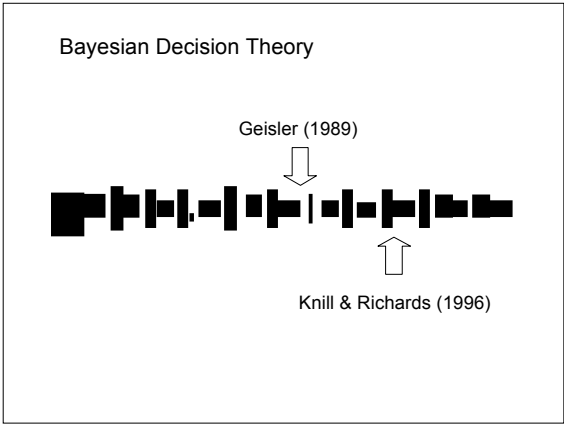 Bayesian Decision Theory
Geisler (1989)
Knill & Richards (1996)